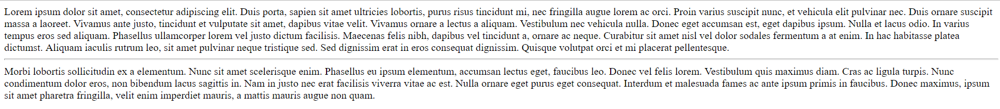 Lorem ipsum dolor sit amet, consectetur adipiscing elit. Duis porta, sapien sit amet ultricies lobortis, purus risus tincidunt mi, nec fringilla augue lorem ac orci. Proin varius suscipit nunc, et vehicula elit pulvinar nec. Duis ornare suscipit
massa a laoreet. Vivamus ante justo, tincidunt et vulputate sit amet, dapibus vitae velit. Vivamus ornare a lectus a aliquam. Vestibulum nec vehicula nulla. Donec eget accumsan est, eget dapibus ipsum. Nulla et lacus odio. In varius
tempus eros sed aliquam. Phasellus ullamcorper lorem vel justo dictum facilisis. Maecenas felis nibh, dapibus vel tincidunt a, ornare ac neque. Curabitur sit amet nisl vel dolor sodales fermentum a at enim. In hac habitasse platea
dictumst. Aliquam iaculis rutrum leo, sit amet pulvinar neque tristique sed. Sed dignissim erat in eros consequat dignissim. Quisque volutpat orci et mi placerat pellentesque.
Morbi lobortis sollicitudin ex a elementum. Nunc sit amet scelerisque enim. Phasellus eu ipsum elementum, accumsan lectus eget, faucibus leo. Donec vel felis lorem. Vestibulum quis maximus diam. Cras ac ligula turpis. Nunc
condimentum dolor eros, non bibendum lacus sagittis in. Nam in justo nec erat facilisis viverra vitae ac est. Nulla ornare eget purus eget consequat. Interdum et malesuada fames ac ante ipsum primis in faucibus. Donec maximus, ipsum
sit amet pharetra fringilla, velit enim imperdiet mauris, a mattis mauris augue non quam.